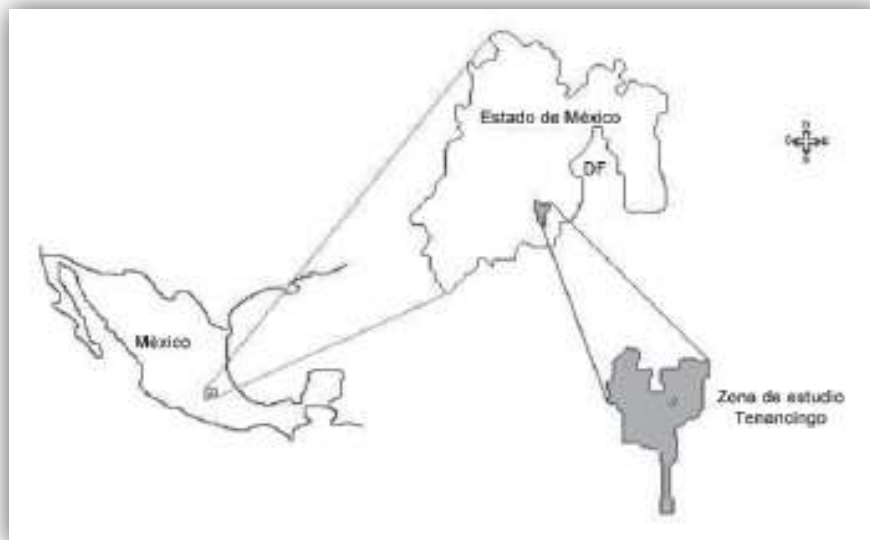 Estado de México
DF
México
Zona de estudio
Tenancingo